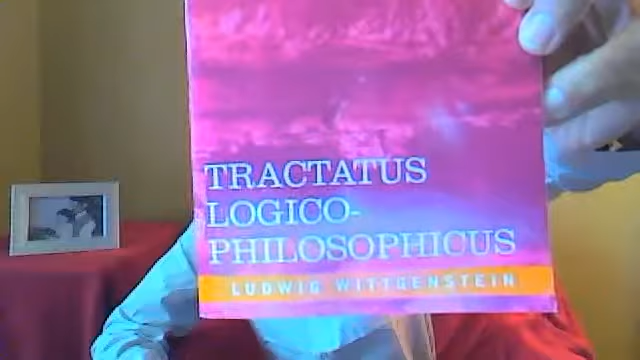 TRACTATUS
LOGICO-
PHILOSOPHICUS
LUDWIG WITTGENSTEIN